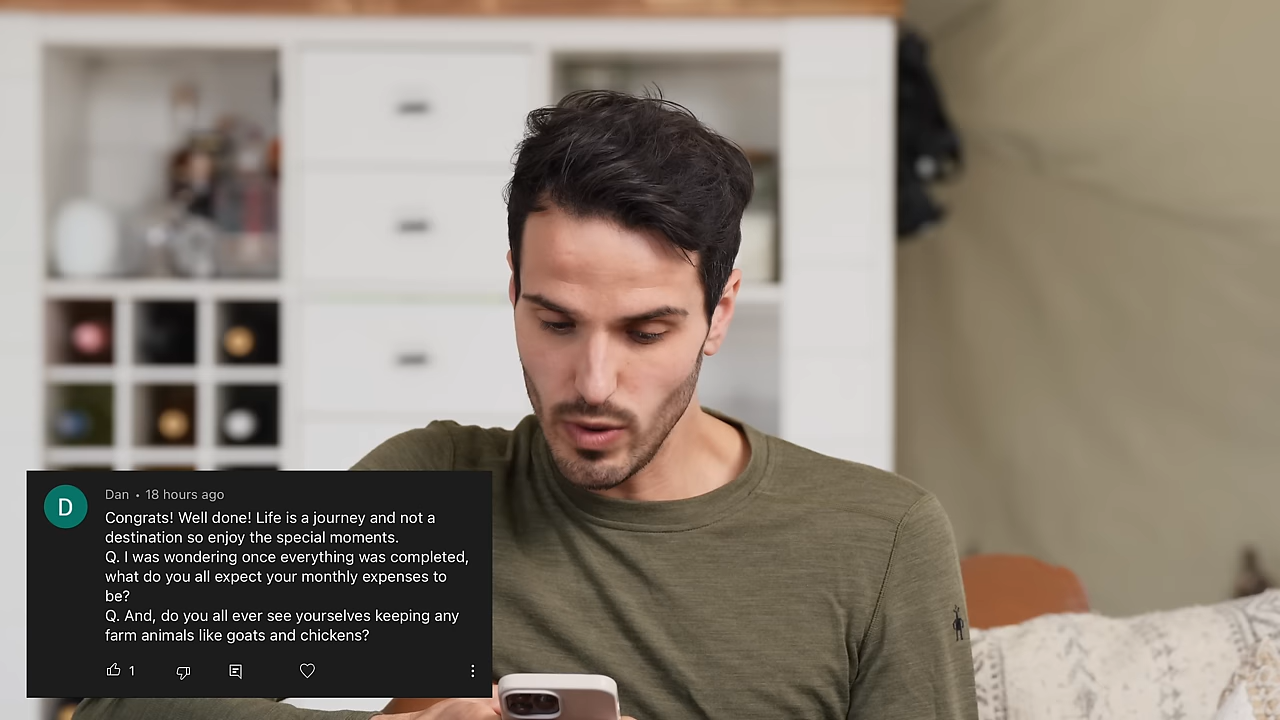 D
Dan • 18 hours ago
Congrats! Well done! Life is a journey and not a
destination so enjoy the special moments.
Q. I was wondering once everything was completed,
what do you all expect your monthly expenses to
be?
Q. And, do you all ever see yourselves keeping any
farm animals like goats and chickens?
1